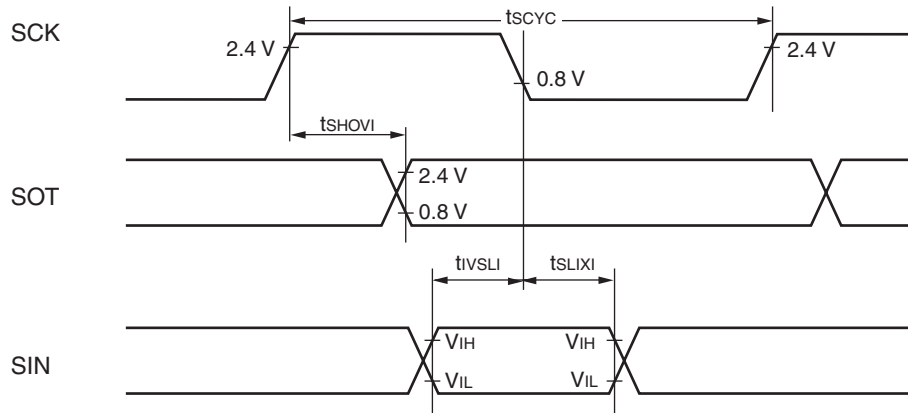 tSCYC
SCK
2.4 V
2.4 V
0.8 V
tSHOVI
2.4 V
SOT
0.8 V
tIVSLI
tSLIXI
VIH
VIH
SIN
VIL
VIL